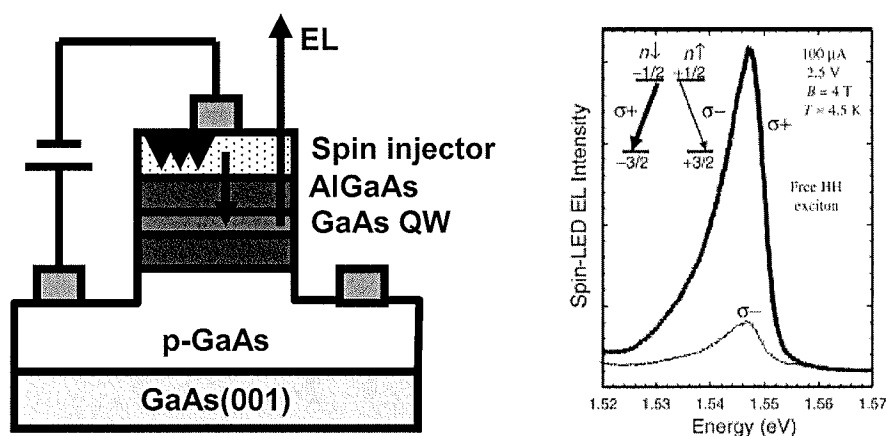 EL
Spin injector
AlGaAs
GaAs QW
p-GaAs
GaAs(001)
Spin-LED EL Intensity
n↓ n↑
−1/2 +1/2
σ+ σ−
−3/2 +3/2
100 μA
2.5 V
B = 4 T
T = 4.5 K
σ+
Free HH
exciton
σ−
1.52 1.53 1.54 1.55 1.56 1.57
Energy (eV)